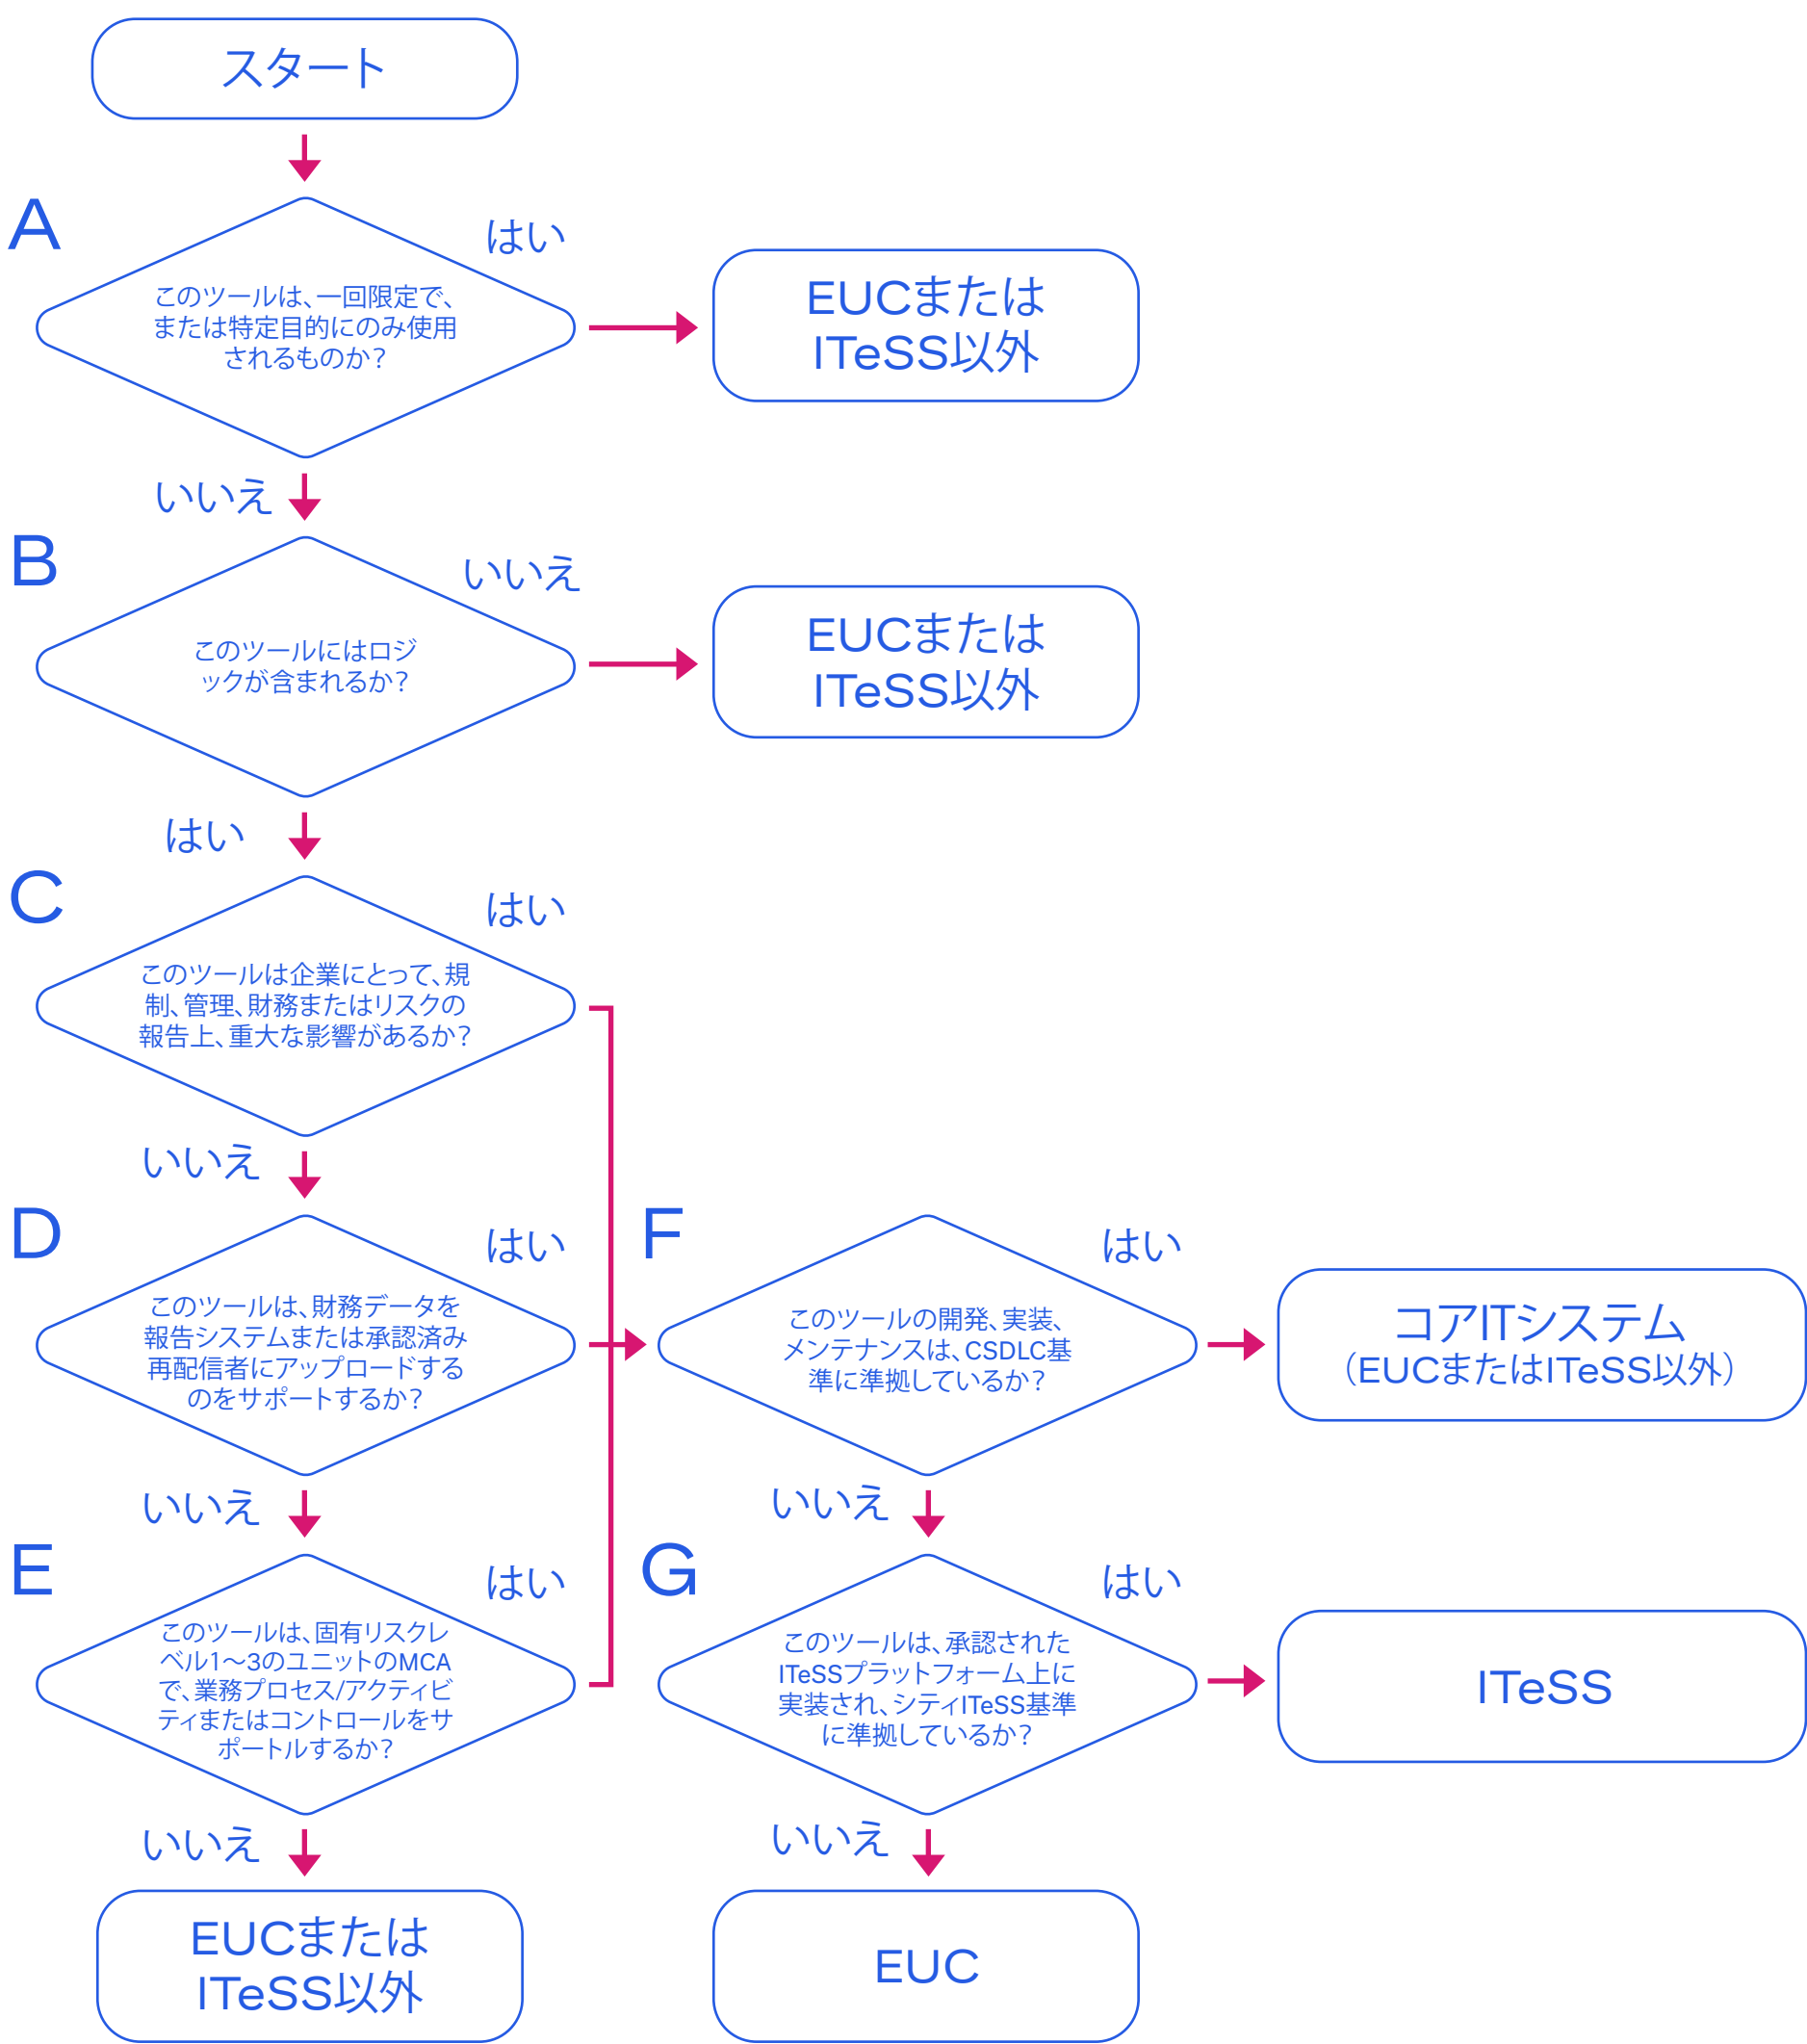 スタート
A
はい
このツールは、一回限定で、
または特定目的にのみ使用
されるものか?
EUCまたは
ITeSS以外
いいえ
B
いいえ
このツールにはロジ
ックが含まれるか?
EUCまたは
ITeSS以外
はい
C
はい
このツールは企業にとって、規
制、管理、財務またはリスクの
報告上、重大な影響があるか?
いいえ
D
はい
このツールは、財務データを
報告システムまたは承認済み
再配信者にアップロードする
のをサポートするか?
F
はい
このツールの開発、実装、
メンテナンスは、CSDLC基
準に準拠しているか?
コアITシステム
(EUCまたはITeSS以外)
いいえ
いいえ
E
はい
このツールは、固有リスクレ
ベル1〜3のユニットのMCA
で、業務プロセス/アクティビ
ティまたはコントロールをサ
ポートルするか?
G
はい
このツールは、承認された
ITeSSプラットフォーム上に
実装され、シティITeSS基準
に準拠しているか?
ITeSS
いいえ
いいえ
EUCまたは
ITeSS以外
EUC